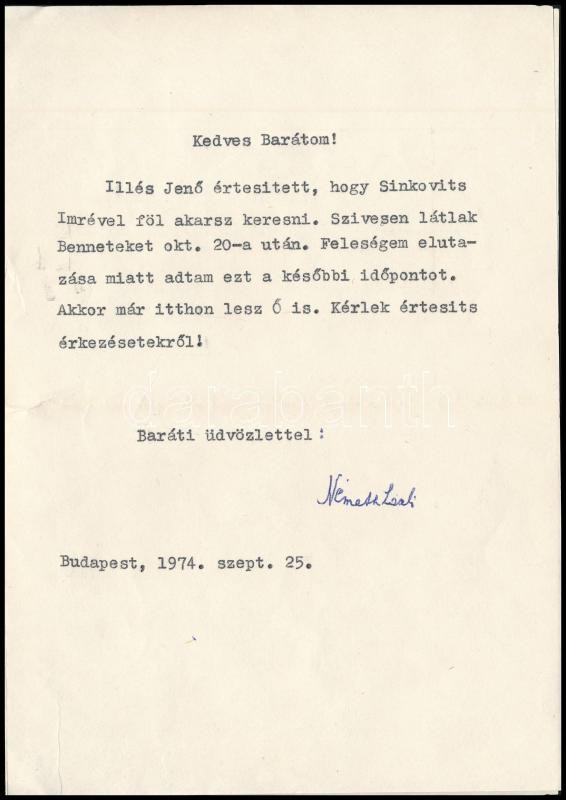 Kedves Barátom!
Illés Jenő értesitett, hogy Sinkovits
Imrével föl akarsz keresni. Szivesen látlak
Benneteket okt. 20-a után. Feleségem eluta-
zása miatt adtam ezt a későbbi időpontot.
Akkor már itthon lesz Ő is. Kérlek értesits
érkezésetekről!
darabanth
Baráti üdvözlettel:
Németh Laci
Budapest, 1974. szept. 25.